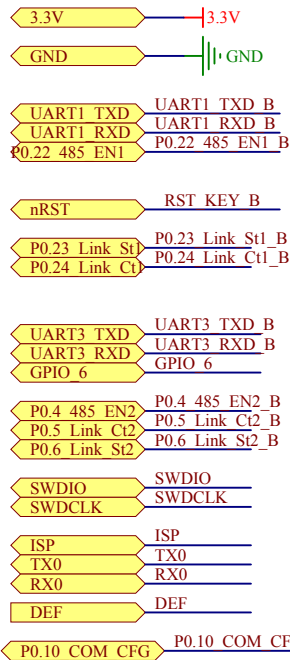 3.3V 3.3V
GND GND
UART1_TXD UART1_TXD_B
UART1_RXD UART1_RXD_B
P0.22_485_EN1 P0.22_485_EN1_B
nRST RST_KEY_B
P0.23_Link_St1 P0.23_Link_St1_B
P0.24_Link_Ct1 P0.24_Link_Ct1_B
UART3_TXD UART3_TXD_B
UART3_RXD UART3_RXD_B
GPIO_6 GPIO_6
P0.4_485_EN2 P0.4_485_EN2_B
P0.5_Link_Ct2 P0.5_Link_Ct2_B
P0.6_Link_St2 P0.6_Link_St2_B
SWDIO SWDIO
SWDCLK SWDCLK
ISP ISP
TX0 TX0
RX0 RX0
DEF DEF
P0.10_COM_CFG P0.10_COM_CF